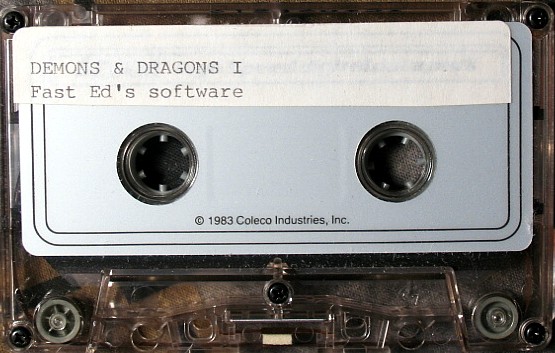 DEMONS & DRAGONS I
Fast Ed's software
© 1983 Coleco Industries, Inc.